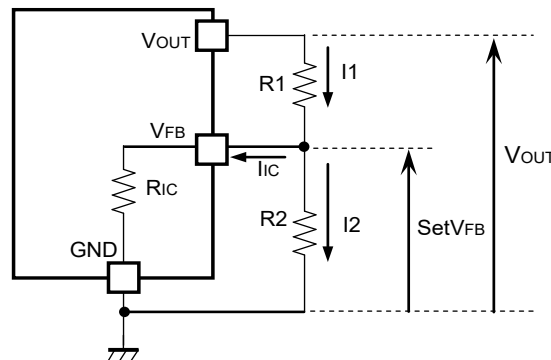 VOUT
R1
I1
VFB
IIC
VOUT
RIC
R2
I2
SetVFB
GND